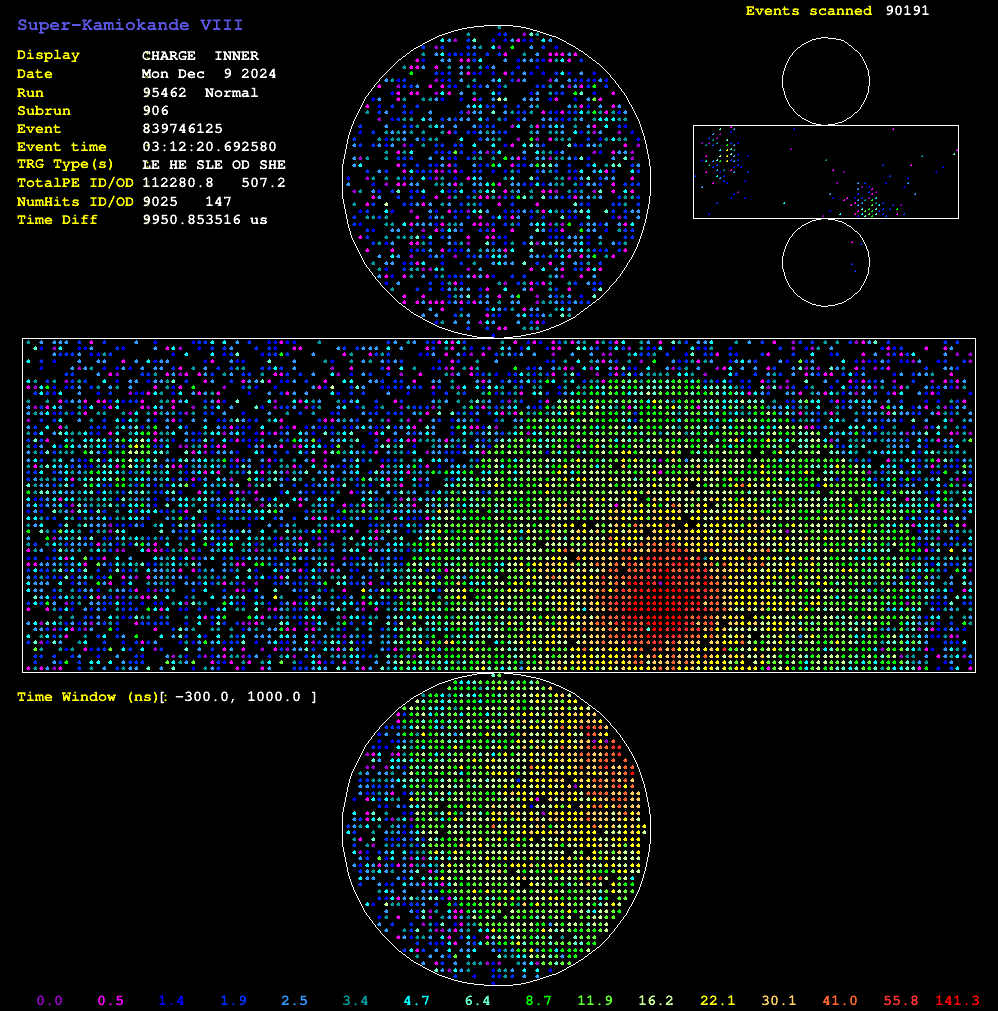 Super-Kamiokande VIII
Events scanned 90191
Display CHARGE INNER
Date Mon Dec 9 2024
Run 95462 Normal
Subrun 906
Event 839746125
Event time 03:12:20.692580
TRG Type(s) LE HE SLE OD SHE
TotalPE ID/OD 112280.8 507.2
NumHits ID/OD 9025 147
Time Diff 9950.853516 us
Time Window (ns)[: -300.0, 1000.0 ]
0.0 0.5 1.4 1.9 2.5 3.4 4.7 6.4 8.7 11.9 16.2 22.1 30.1 41.0 55.8 141.3